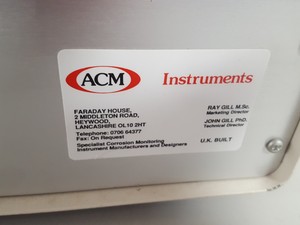 ACM Instruments
FARADAY HOUSE,
2 MIDDLETON ROAD,
HEYWOOD,
LANCASHIRE OL10 2HT
Telephone: 0706 64377
Fax: On Request
Specialist Corrosion Monitoring
Instrument Manufacturers and Designers
RAY GILL M.Sc.
Marketing Director
JOHN GILL PhD.
Technical Director
U.K. BUILT